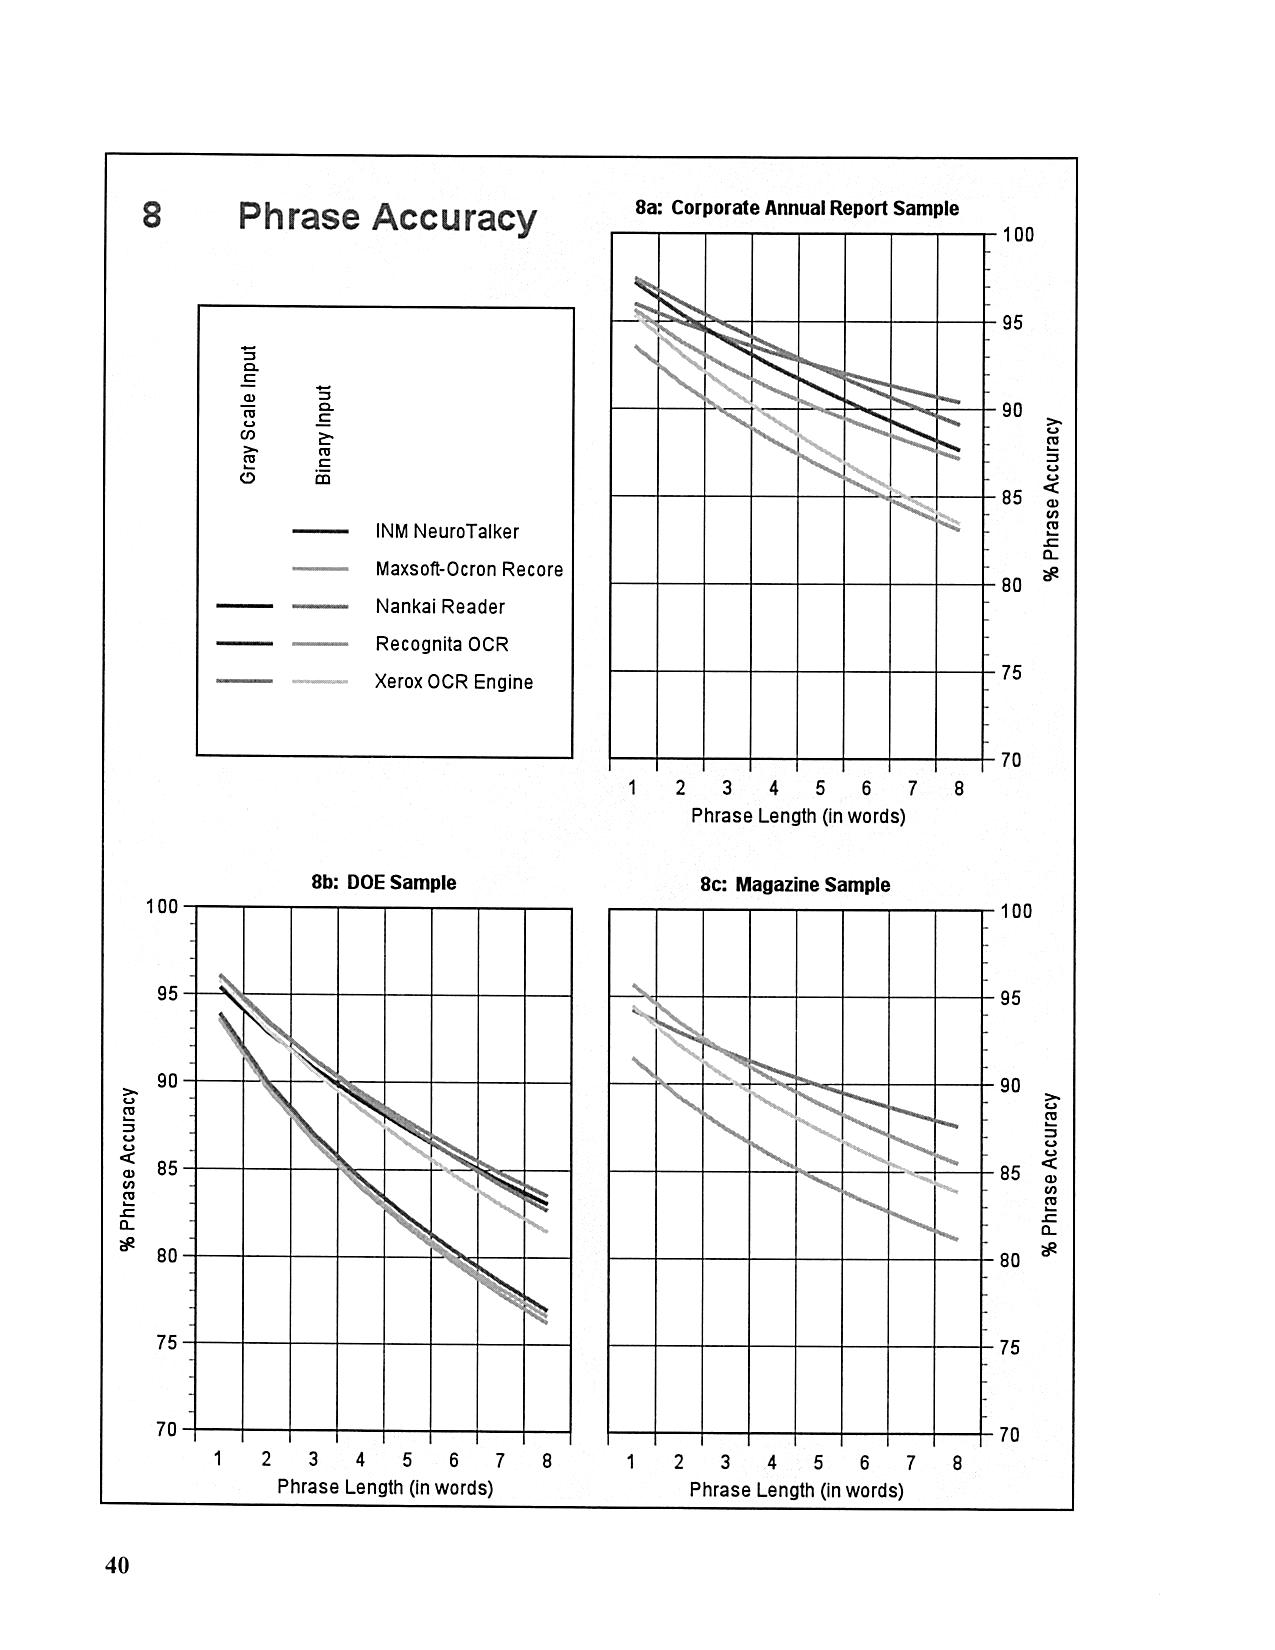 8 Phrase Accuracy
Gray Scale Input
Binary Input
INM NeuroTalker
Maxsoft-Ocron Recore
Nankai Reader
Recognita OCR
Xerox OCR Engine
8a: Corporate Annual Report Sample
100
95
90
85
80
75
70
% Phrase Accuracy
1 2 3 4 5 6 7 8
Phrase Length (in words)
8b: DOE Sample
100
95
90
85
80
75
70
% Phrase Accuracy
1 2 3 4 5 6 7 8
Phrase Length (in words)
8c: Magazine Sample
100
95
90
85
80
75
70
% Phrase Accuracy
1 2 3 4 5 6 7 8
Phrase Length (in words)
40